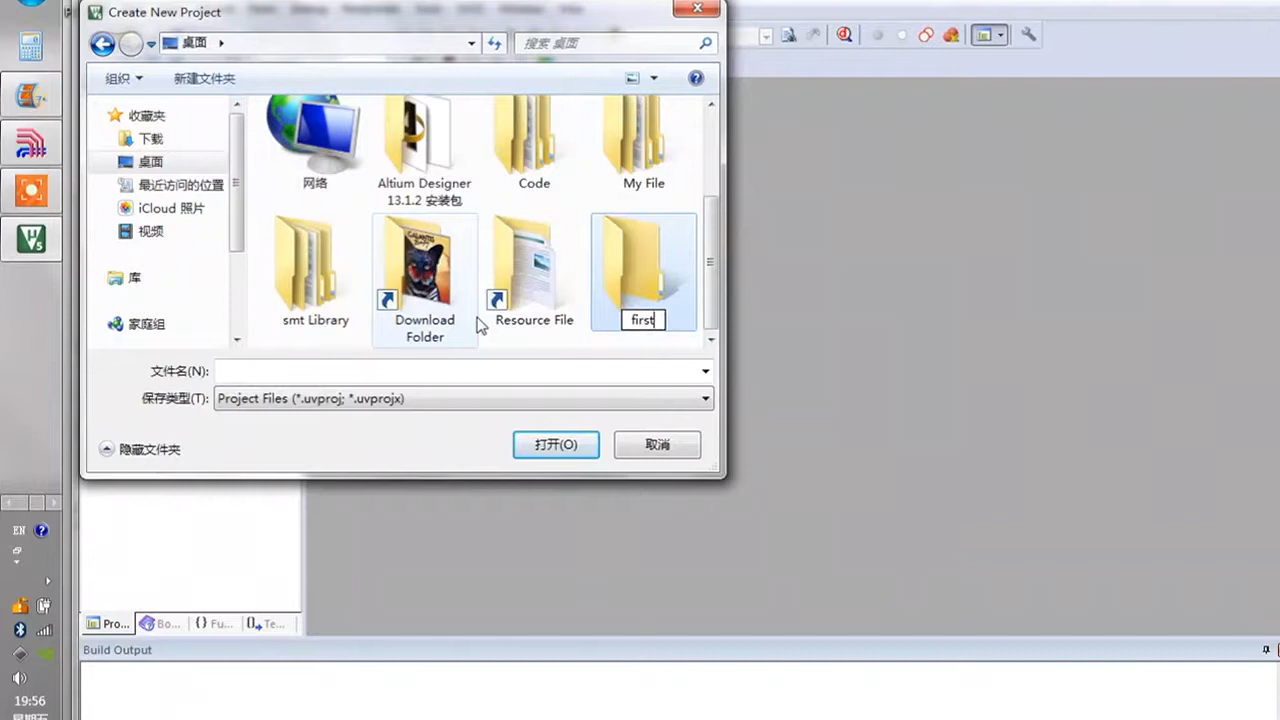 Create New Project
桌面
搜索 桌面
组织
新建文件夹
收藏夹
下载
桌面
最近访问的位置
iCloud 照片
视频
库
家庭组
网络
Altium Designer
13.1.2 安装包
Code
My File
smt Library
Download
Folder
Resource File
first
文件名(N):
保存类型(T):
Project Files (*.uvproj; *.uvprojx)
隐藏文件夹
打开(O)
取消
EN
Pro...
Bo...
{} Fu...
Te...
Build Output
19:56
星期五